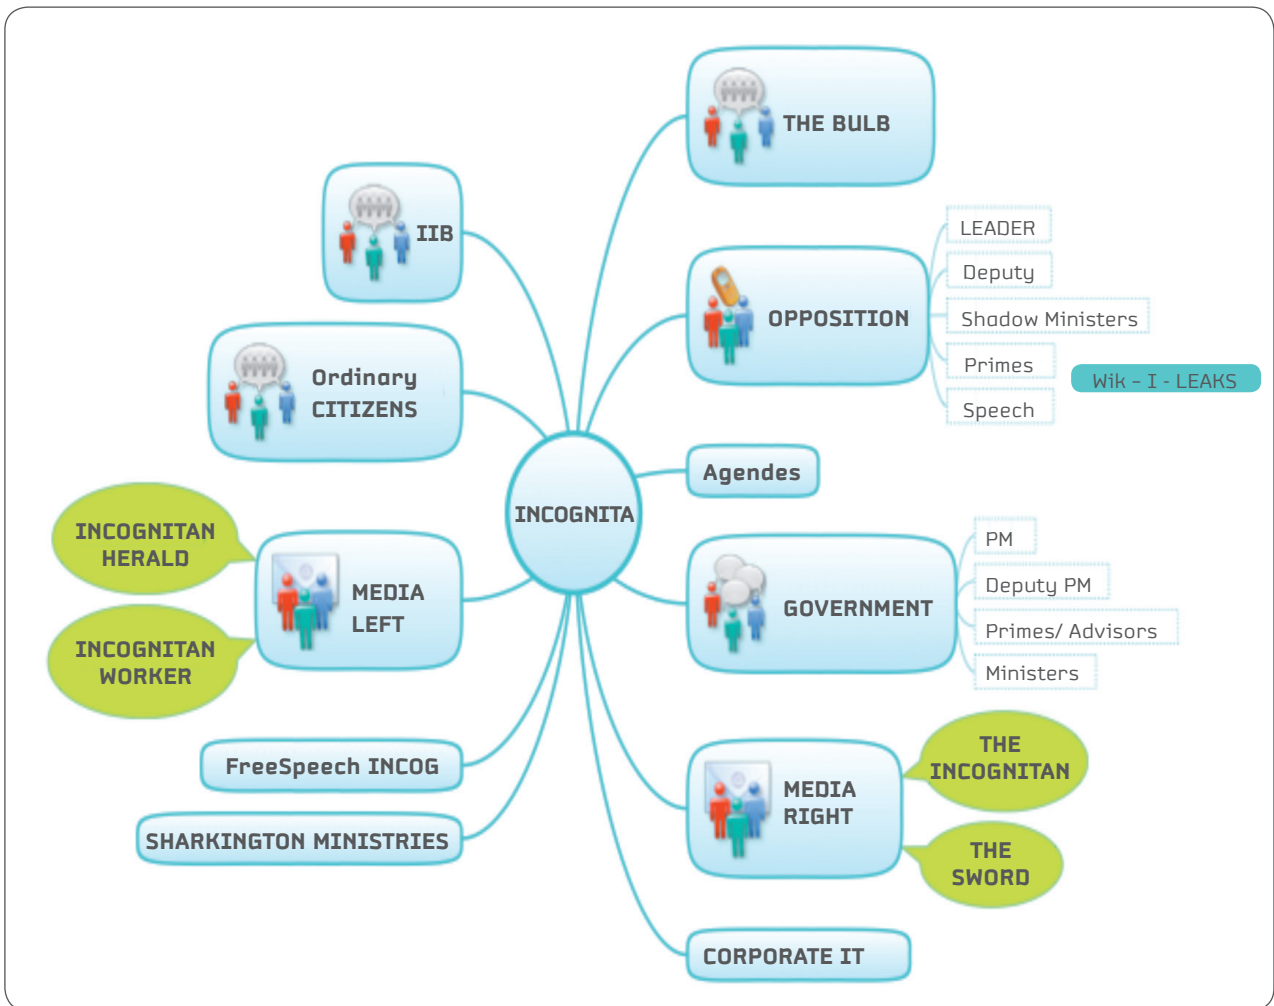 THE BULB
IIB
LEADER
Deputy
Shadow Ministers
Primes
Speech
OPPOSITION
Wik – I - LEAKS
Ordinary
CITIZENS
Agendes
INCOGNITA
INCOGNITAN
HERALD
MEDIA
LEFT
INCOGNITAN
WORKER
PM
Deputy PM
Primes/ Advisors
Ministers
GOVERNMENT
FreeSpeech INCOG
SHARKINGTON MINISTRIES
MEDIA
RIGHT
THE
INCOGNITAN
THE
SWORD
CORPORATE IT